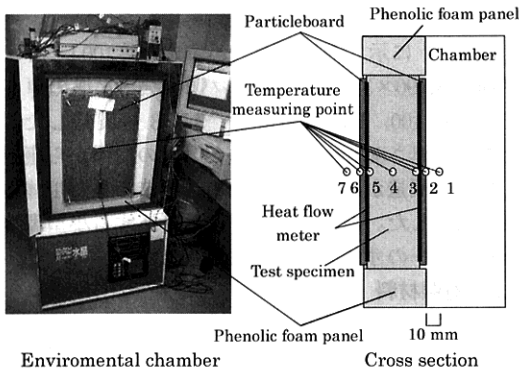 Particleboard
Phenolic foam panel
Chamber
Temperature
measuring point
7 6 5 4 3 2 1
Heat flow
meter
Test specimen
Phenolic foam panel
10 mm
Enviromental chamber
Cross section